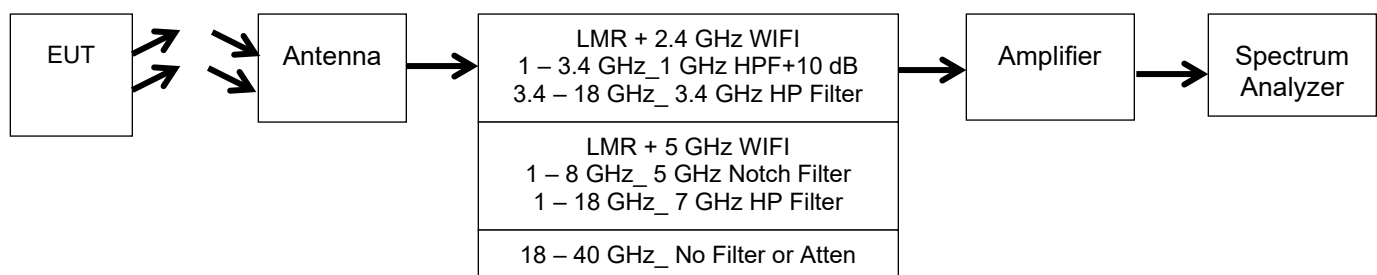 EUT
Antenna
LMR + 2.4 GHz WIFI
1 – 3.4 GHz_1 GHz HPF+10 dB
3.4 – 18 GHz_ 3.4 GHz HP Filter
LMR + 5 GHz WIFI
1 – 8 GHz_ 5 GHz Notch Filter
1 – 18 GHz_ 7 GHz HP Filter
18 – 40 GHz_ No Filter or Atten
Amplifier
Spectrum
Analyzer